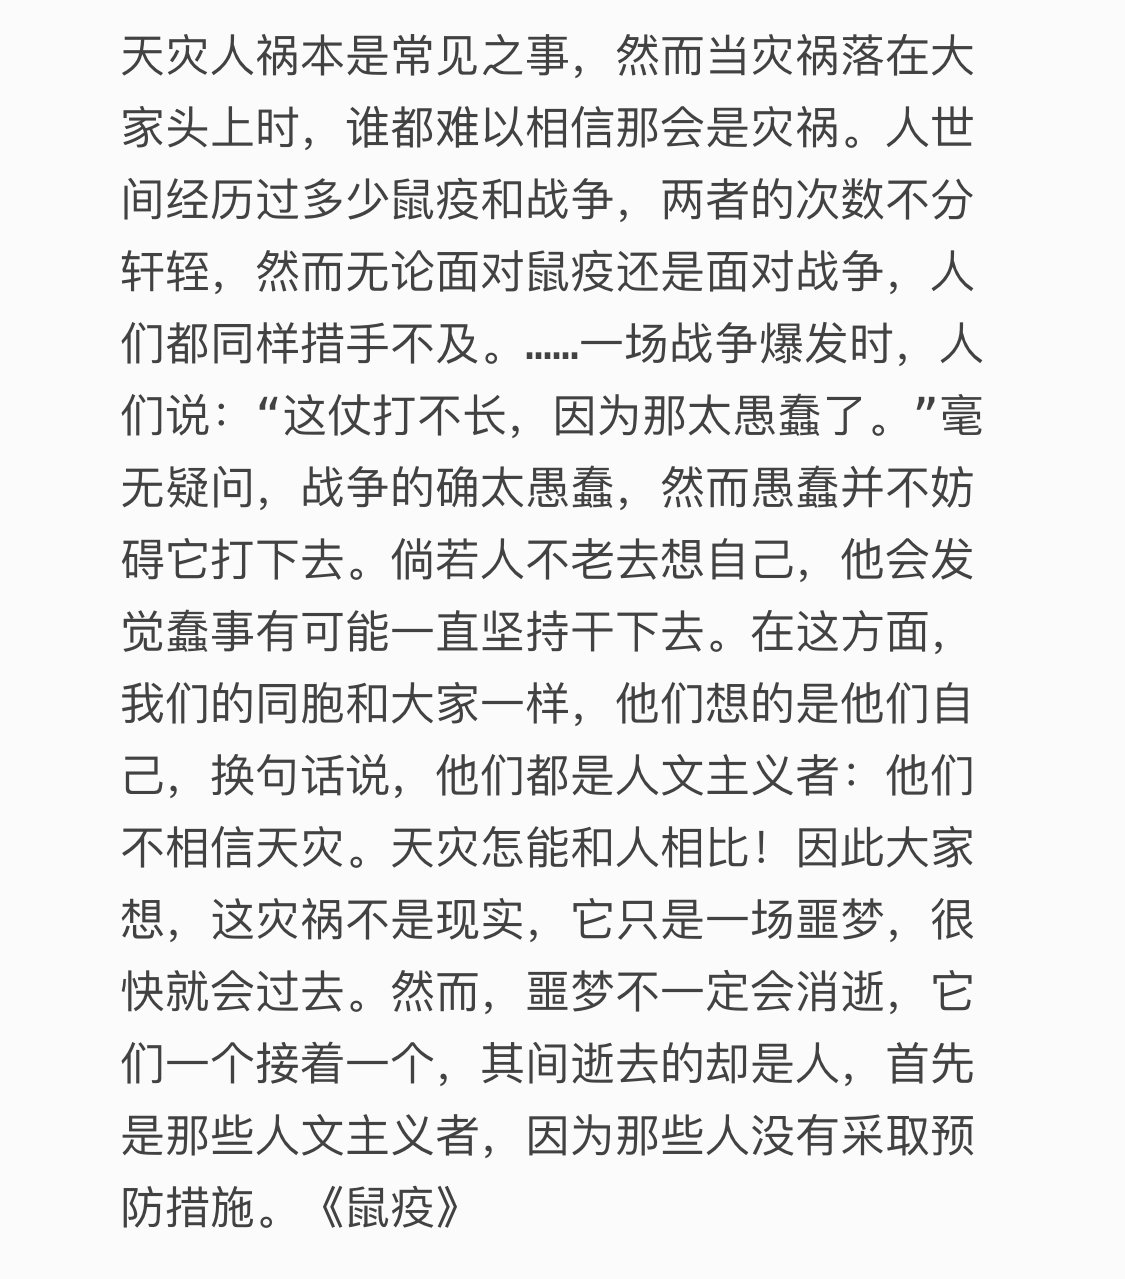 天灾人祸本是常见之事，然而当灾祸落在大
家头上时，谁都难以相信那会是灾祸。人世
间经历过多少鼠疫和战争，两者的次数不分
轩轾，然而无论面对鼠疫还是面对战争，人
们都同样措手不及。……一场战争爆发时，人
们说：“这仗打不长，因为那太愚蠢了。”毫
无疑问，战争的确太愚蠢，然而愚蠢并不妨
碍它打下去。倘若人不老去想自己，他会发
觉蠢事有可能一直坚持干下去。在这方面，
我们的同胞和大家一样，他们想的是他们自
己，换句话说，他们都是人文主义者：他们
不相信天灾。天灾怎能和人相比！因此大家
想，这灾祸不是现实，它只是一场噩梦，很
快就会过去。然而，噩梦不一定会消逝，它
们一个接着一个，其间逝去的却是人，首先
是那些人文主义者，因为那些人没有采取预
防措施。《鼠疫》